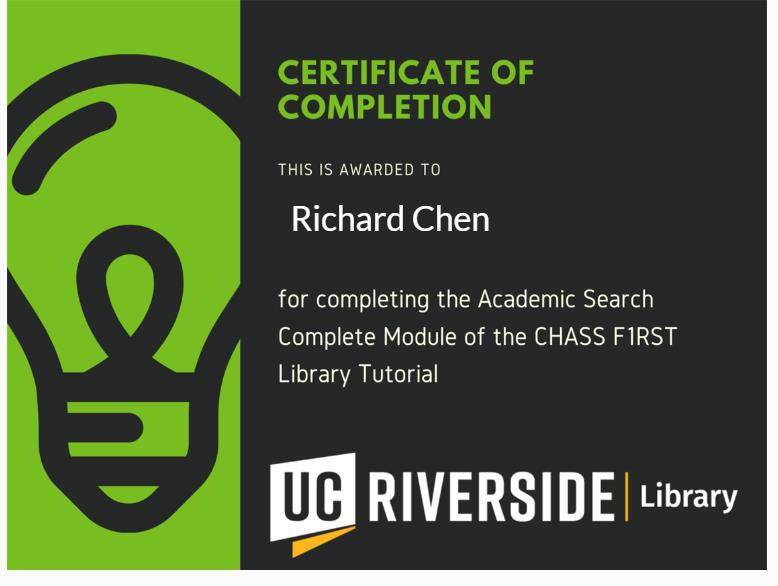 CERTIFICATE OF
COMPLETION
THIS IS AWARDED TO
Richard Chen
for completing the Academic Search
Complete Module of the CHASS F1RST
Library Tutorial
UC RIVERSIDE | Library